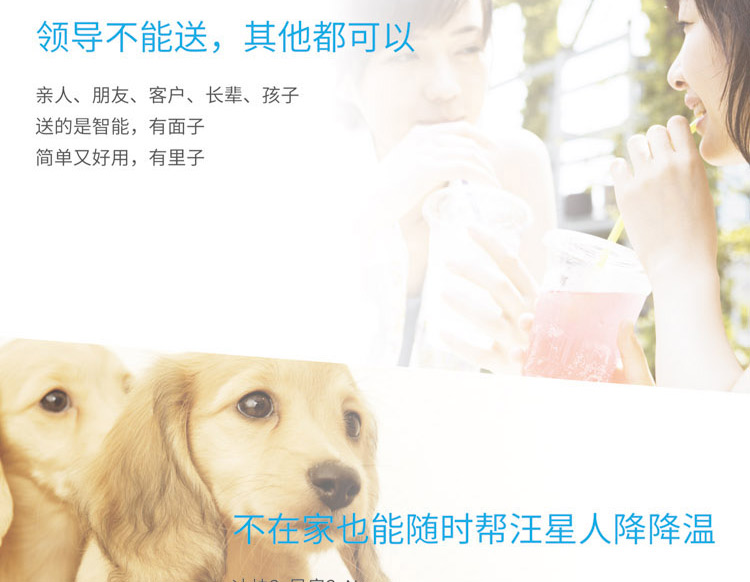 领导不能送，其他都可以
亲人、朋友、客户、长辈、孩子
送的是智能，有面子
简单又好用，有里子
不在家也能随时帮汪星人降降温